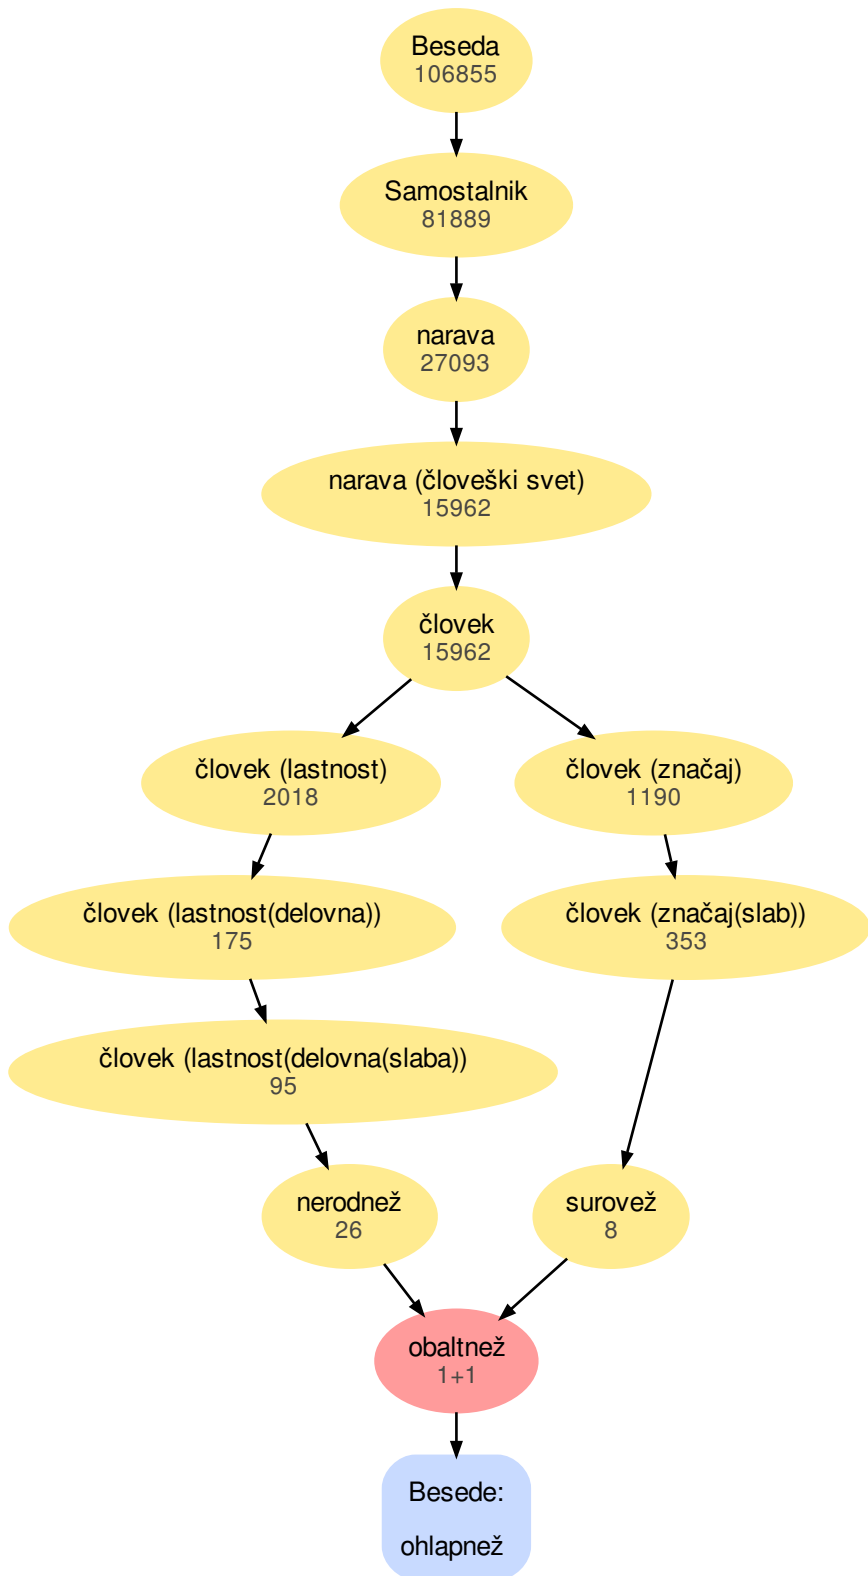 Beseda
106855
Samostalnik
81889
narava
27093
narava (človeški svet)
15962
človek
15962
človek (lastnost)
2018
človek (značaj)
1190
človek (lastnost(delovna))
175
človek (značaj(slab))
353
človek (lastnost(delovna(slaba))
95
nerodnež
26
surovež
8
obaltnež
1+1
Besede:
ohlapnež